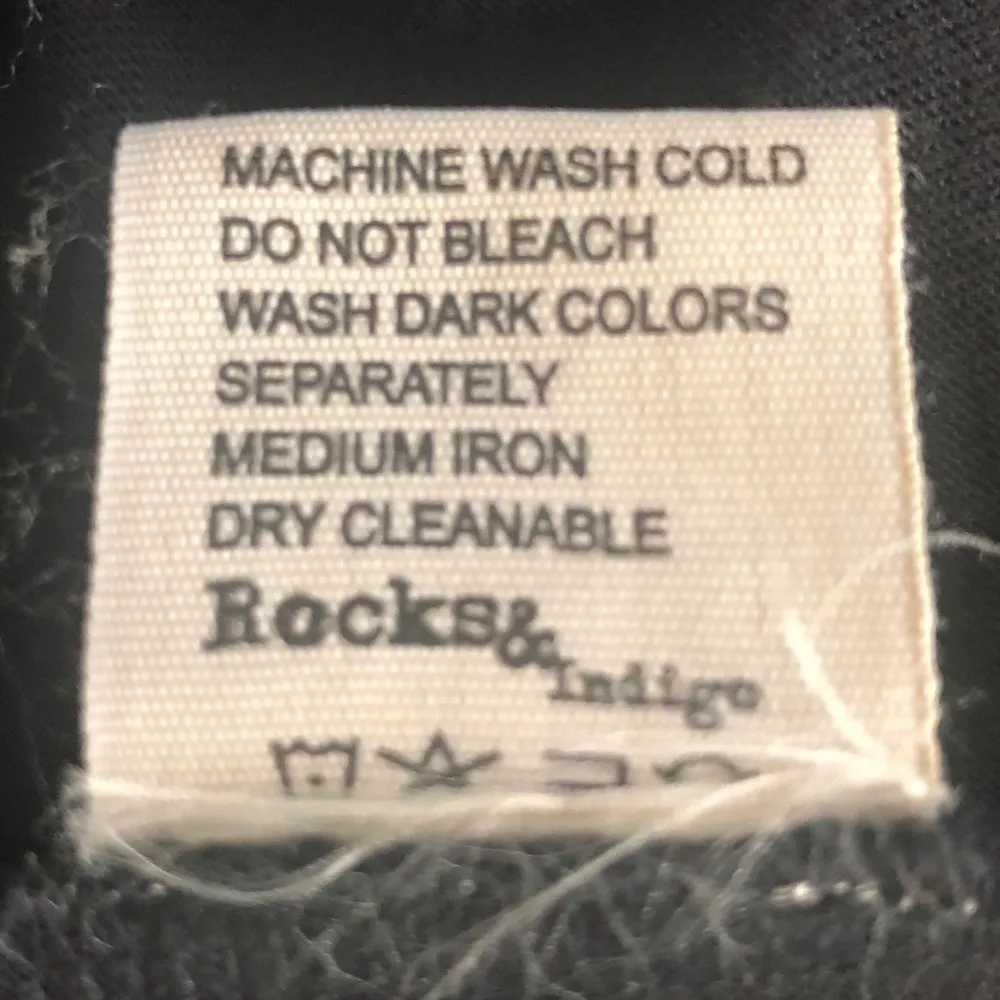 MACHINE WASH COLD
DO NOT BLEACH
WASH DARK COLORS
SEPARATELY
MEDIUM IRON
DRY CLEANABLE
Rocks&
Indigo